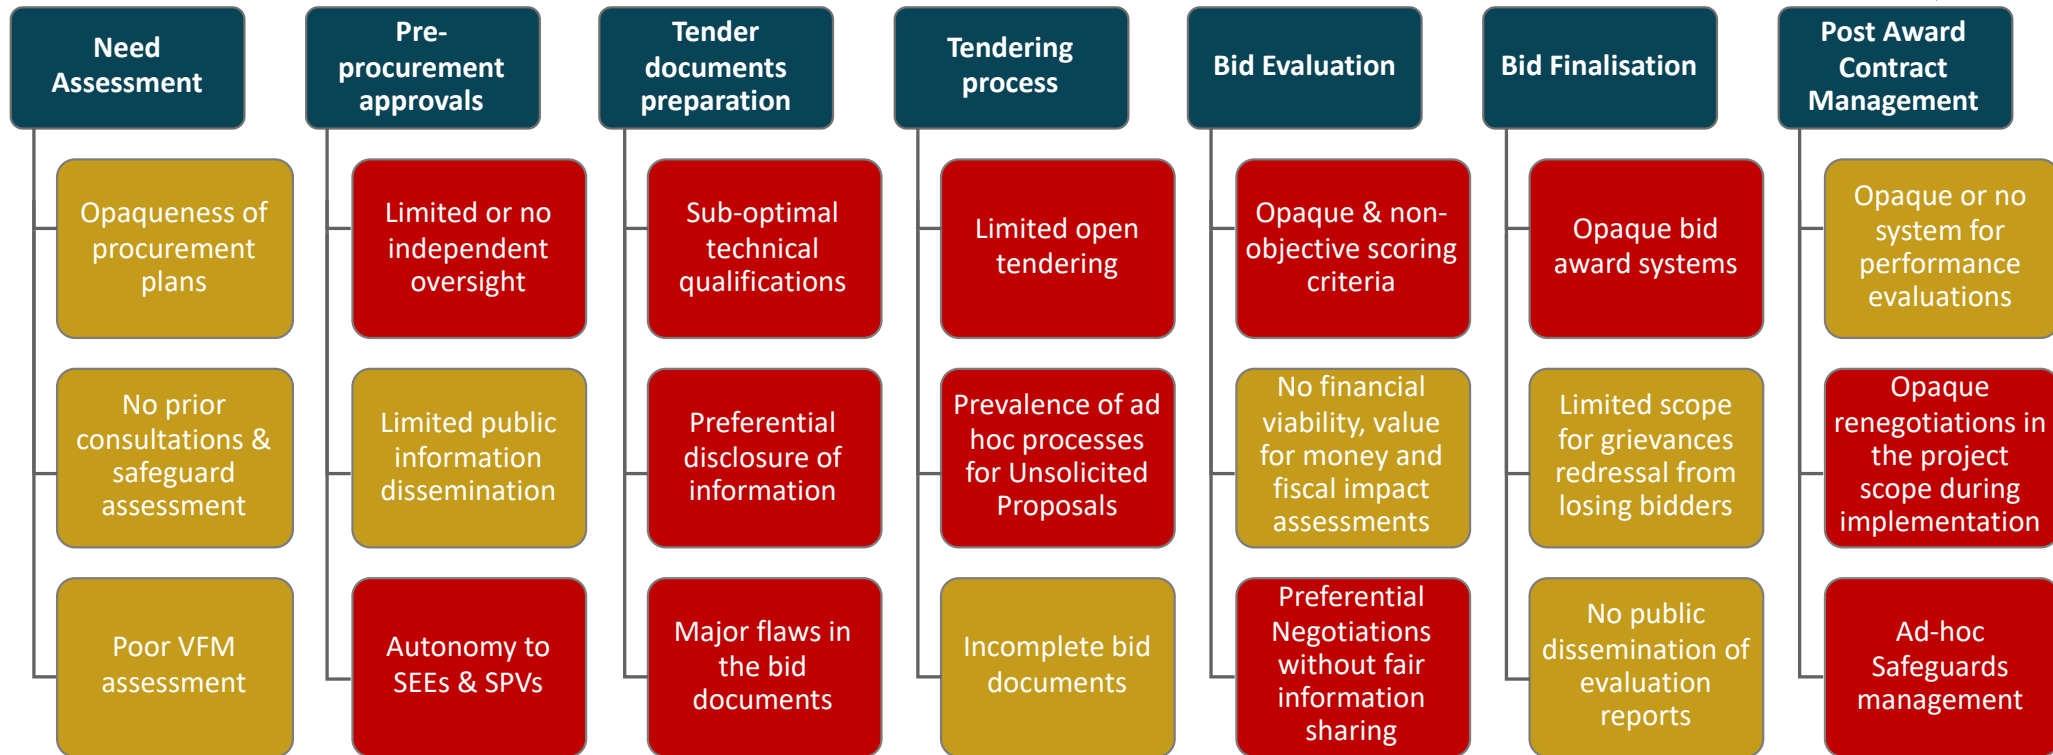 Need
Assessment
Opaqueness of
procurement
plans
No prior
consultations &
safeguard
assessment
Poor VFM
assessment
Pre-
procurement
approvals
Limited or no
independent
oversight
Limited public
information
dissemination
Autonomy to
SEEs & SPVs
Tender
documents
preparation
Sub-optimal
technical
qualifications
Preferential
disclosure of
information
Major flaws in
the bid
documents
Tendering
process
Limited open
tendering
Prevalence of ad
hoc processes
for Unsolicited
Proposals
Incomplete bid
documents
Bid Evaluation
Opaque & non-
objective scoring
criteria
No financial
viability, value
for money and
fiscal impact
assessments
Preferential
Negotiations
without fair
information
sharing
Bid Finalisation
Opaque bid
award systems
Limited scope
for grievances
redressal from
losing bidders
No public
dissemination of
evaluation
reports
Post Award
Contract
Management
Opaque or no
system for
performance
evaluations
Opaque
renegotiations in
the project
scope during
implementation
Ad-hoc
Safeguards
management